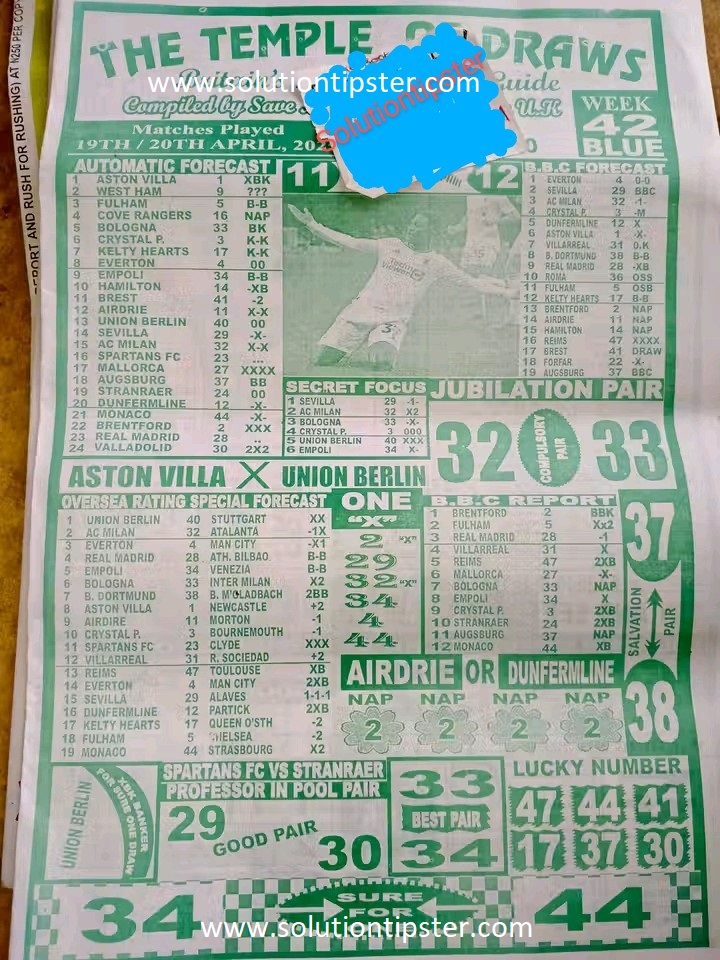 REPORT AND RUSH FOR RUSHING) AT N250 PER COPY
THE TEMPLE OF DRAWS
www.solutiontipster.com
Britain's Guide
Compiled by Save U.K
Solutiontipster
WEEK
42
BLUE
Matches Played
19TH / 20TH APRIL, 202
AUTOMATIC FORECAST
1 ASTON VILLA 1 XBK
2 WEST HAM 9 ???
3 FULHAM 5 B-B
4 COVE RANGERS 16 NAP
5 BOLOGNA 33 BK
6 CRYSTAL P. 3 K-K
7 KELTY HEARTS 17 K-K
8 EVERTON 4 00
9 EMPOLI 34 B-B
10 HAMILTON 14 -XB
11 BREST 41 -2
12 AIRDRIE 11 X-X
13 UNION BERLIN 40 00
14 SEVILLA 29 -X-
15 AC MILAN 32 X-X
16 SPARTANS FC 23 ...
17 MALLORCA 27 XXXX
18 AUGSBURG 37 BB
19 STRANRAER 24 00
20 DUNFERMLINE 12 -X-
21 MONACO 44 -X-
22 BRENTFORD 2 XXX
23 REAL MADRID 28 ..
24 VALLADOLID 30 2X2
11
12
B.B.C FORECAST
1 EVERTON 4 0-0
2 SEVILLA 29 BBC
3 AC MILAN 32 -1-
4 CRYSTAL P. 3 -M
5 DUNFERMLINE 12 X
6 ASTON VILLA 1 -X-
7 VILLARREAL 31 O.K
8 B. DORTMUND 38 B-B
9 REAL MADRID 28 -XB
10 ROMA 36 OSS
11 FULHAM 5 OSB
12 KELTY HEARTS 17 B-B
13 BRENTFORD 2 NAP
14 AIRDRIE 11 NAP
15 HAMILTON 14 NAP
16 REIMS 47 XXXX
17 BREST 41 DRAW
18 FORFAR 22 -X-
19 AUGSBURG 37 BBC
SECRET FOCUS
1 SEVILLA 29 -1-
2 AC MILAN 32 X2
3 BOLOGNA 33 -X-
4 CRYSTAL P. 3 000
5 UNION BERLIN 40 XXX
6 EMPOLI 34 X-
JUBILATION PAIR
32 COMPULSORY PAIR 33
ASTON VILLA X UNION BERLIN
OVERSEA RATING SPECIAL FORECAST
1 UNION BERLIN 40 STUTTGART XX
2 AC MILAN 32 ATALANTA -1X
3 EVERTON 4 MAN CITY -X1
4 REAL MADRID 28 ATH. BILBAO B-B
5 EMPOLI 34 VENEZIA B-B
6 BOLOGNA 33 INTER MILAN X2
7 B. DORTMUND 38 B. M'GLADBACH 2BB
8 ASTON VILLA 1 NEWCASTLE +2
9 AIRDIRE 11 MORTON -1
10 CRYSTAL P. 3 BOURNEMOUTH -1
11 SPARTANS FC 23 CLYDE XXX
12 VILLARREAL 31 R. SOCIEDAD +2
13 REIMS 47 TOULOUSE XB
14 EVERTON 4 MAN CITY 2XB
15 SEVILLA 29 ALAVES 1-1-1
16 DUNFERMLINE 12 PARTICK 2XB
17 KELTY HEARTS 17 QUEEN O'STH -2
18 FULHAM 5 CHELSEA -2
19 MONACO 44 STRASBOURG X2
ONE
"X"
2 "X"
29
32 "X"
34
4
44
B.B.C REPORT
1 BRENTFORD 2 BBK
2 FULHAM 5 Xx2
3 REAL MADRID 28 -1
4 VILLARREAL 31 X
5 REIMS 47 2XB
6 MALLORCA 27 -X-
7 BOLOGNA 33 NAP
8 EMPOLI 34 X
9 CRYSTAL P. 3 2XB
10 STRANRAER 24 2XB
11 AUGSBURG 37 NAP
12 MONACO 44 XB
37
SALVATION PAIR
38
AIRDRIE OR DUNFERMLINE
NAP NAP NAP NAP
2 2 2 2
UNION BERLIN
XBK BANKER
FOR SURE ONE DRAW
SPARTANS FC VS STRANRAER
PROFESSOR IN POOL PAIR
29 GOOD PAIR 30
33
BEST PAIR
34
LUCKY NUMBER
47 44 41
17 37 30
34 SURE FOR 44
www.solutiontipster.com